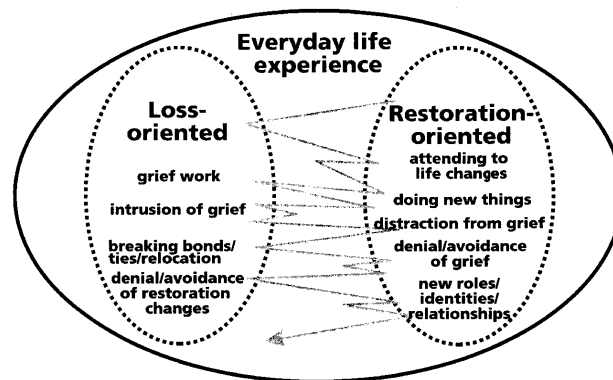 Everyday life
experience
Loss-
oriented
grief work
intrusion of grief
breaking bonds/
ties/relocation
denial/avoidance
of restoration
changes
Restoration-
oriented
attending to
life changes
doing new things
distraction from grief
denial/avoidance
of grief
new roles/
identities/
relationships